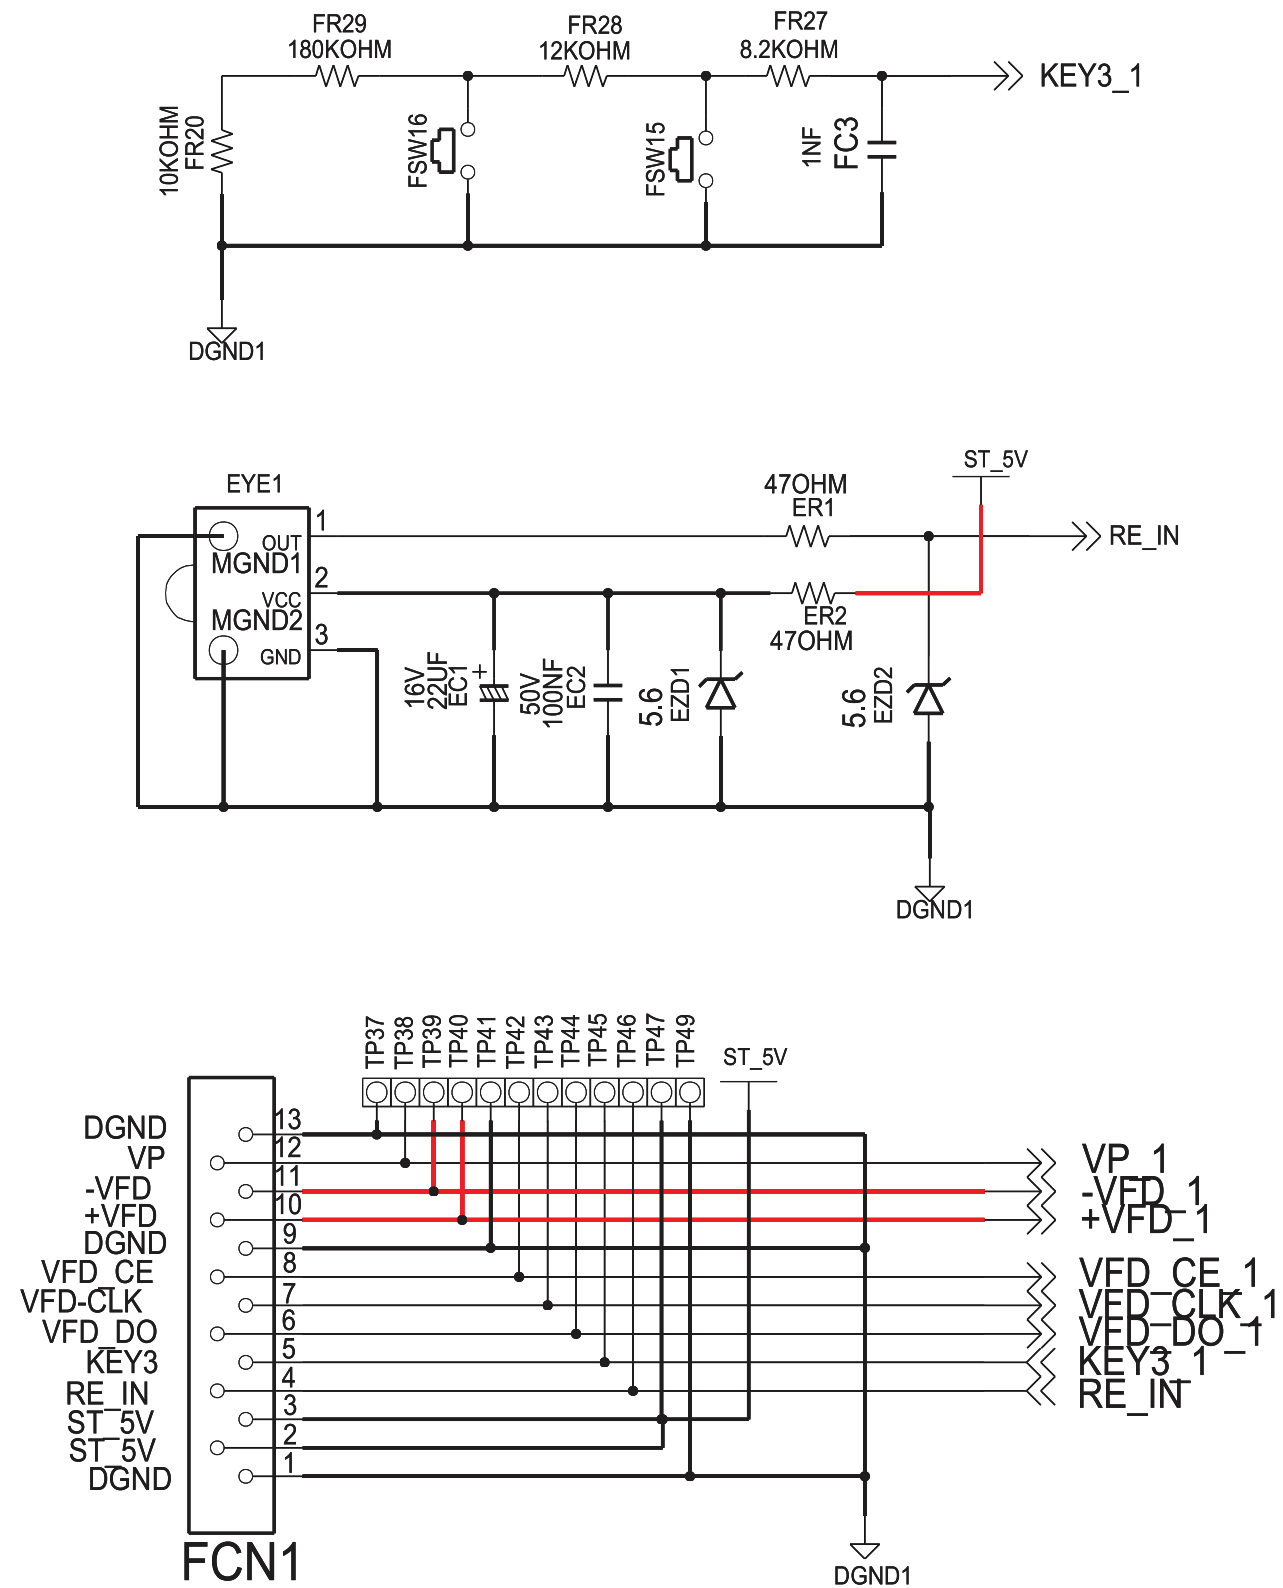 FR29
180KOHM
FR28
12KOHM
FR27
8.2KOHM
KEY3_1
10KOHM
FR20
FSW16
FSW15
1NF
FC3
DGND1
EYE1
47OHM
ER1
ST_5V
1
OUT
MGND1
RE_IN
2
VCC
MGND2
ER2
47OHM
3
GND
16V
22UF
EC1
+
50V
100NF
EC2
5.6
EZD1
5.6
EZD2
DGND1
TP37
TP38
TP39
TP40
TP41
TP42
TP43
TP44
TP45
TP46
TP47
TP49
ST_5V
DGND 13
VP 12 VP_1
-VFD 11 -VFD_1
+VFD 10 +VFD_1
DGND 9
VFD_CE 8 VFD_CE_1
VFD-CLK 7 VFD_CLK_1
VFD_DO 6 VFD_DO_1
KEY3 5 KEY3_1
RE_IN 4 RE_IN
ST_5V 3
ST_5V 2
DGND 1
FCN1
DGND1